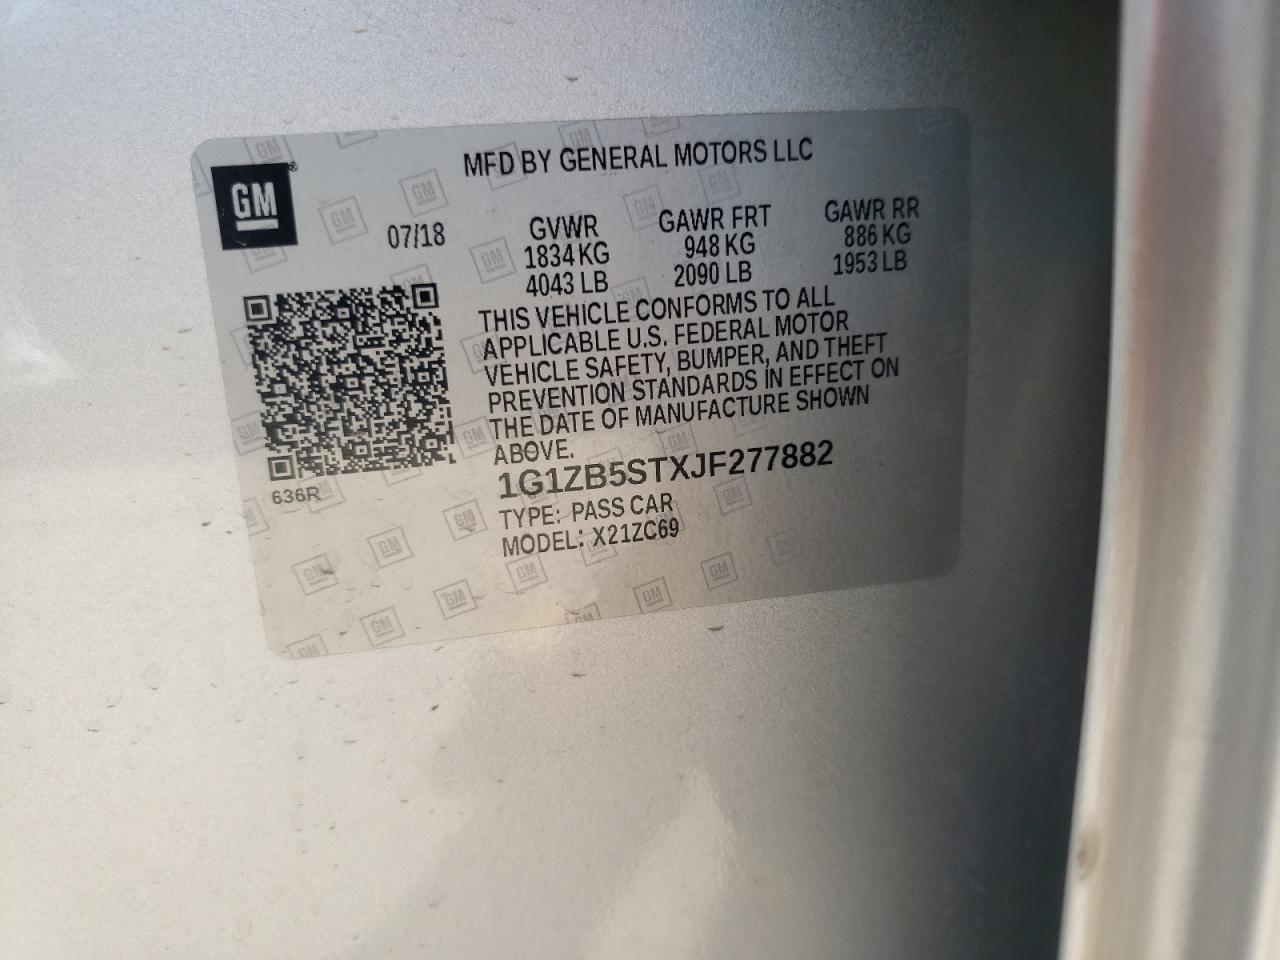 MFD BY GENERAL MOTORS LLC
GM
07/18
GVWR GAWR FRT GAWR RR
1834 KG 948 KG 886 KG
4043 LB 2090 LB 1953 LB
THIS VEHICLE CONFORMS TO ALL
APPLICABLE U.S. FEDERAL MOTOR
VEHICLE SAFETY, BUMPER, AND THEFT
PREVENTION STANDARDS IN EFFECT ON
THE DATE OF MANUFACTURE SHOWN
ABOVE.
1G1ZB5STXJF277882
636R
TYPE: PASS CAR
MODEL: X21ZC69